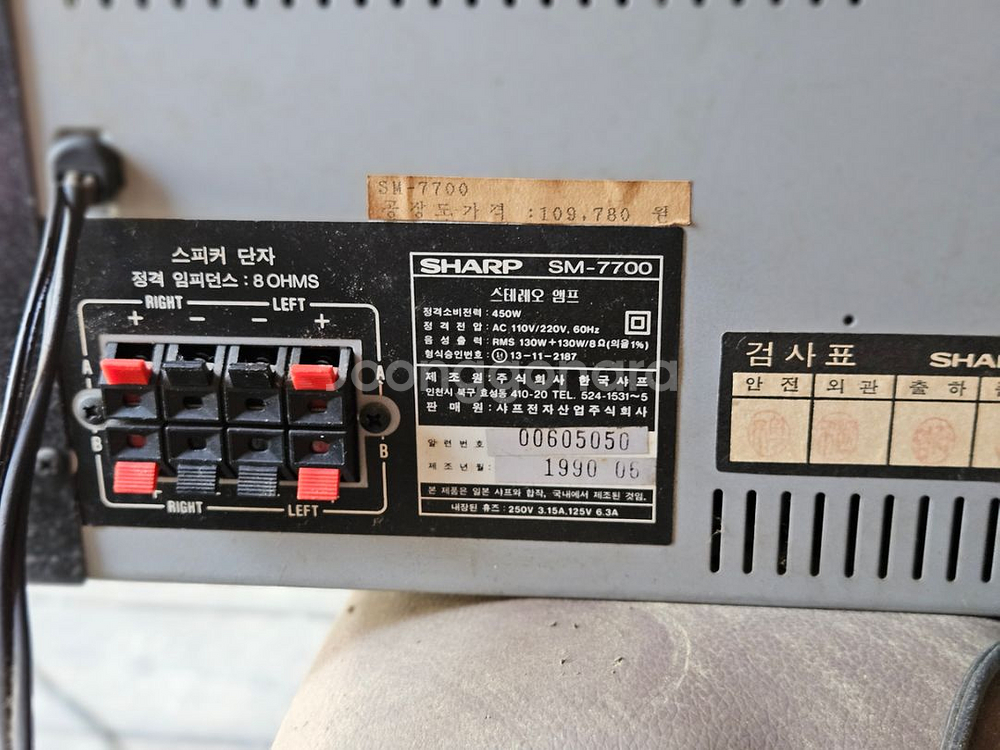 SM-7700
공장도가격 :109,780 원
스피커 단자
정격 임피던스 : 8 OHMS
RIGHT LEFT
+ − − +
A A
B B
RIGHT LEFT
SHARP SM-7700
스테레오 앰프
정격소비전력 : 450W
정 격 전 압 : AC 110V/220V, 60Hz
음 성 출 력 : RMS 130W+130W/8Ω(의율1%)
형식승인번호 : 13-11-2187
제 조 원 : 주 식 회 사 한 국 샤 프
인천시 북구 효성동 410-20 TEL. 524-1531~5
판 매 원 : 샤프전자산업주식회사
일 련 번 호 00605050
제 조 년 월 : 1990 06
본 제품은 일본 샤프와 합작, 국내에서 제조된 것임.
내장된 휴즈 : 250V 3.15A.125V 6.3A
검 사 표 SHA
안 전 외 관 출 하
joongonara